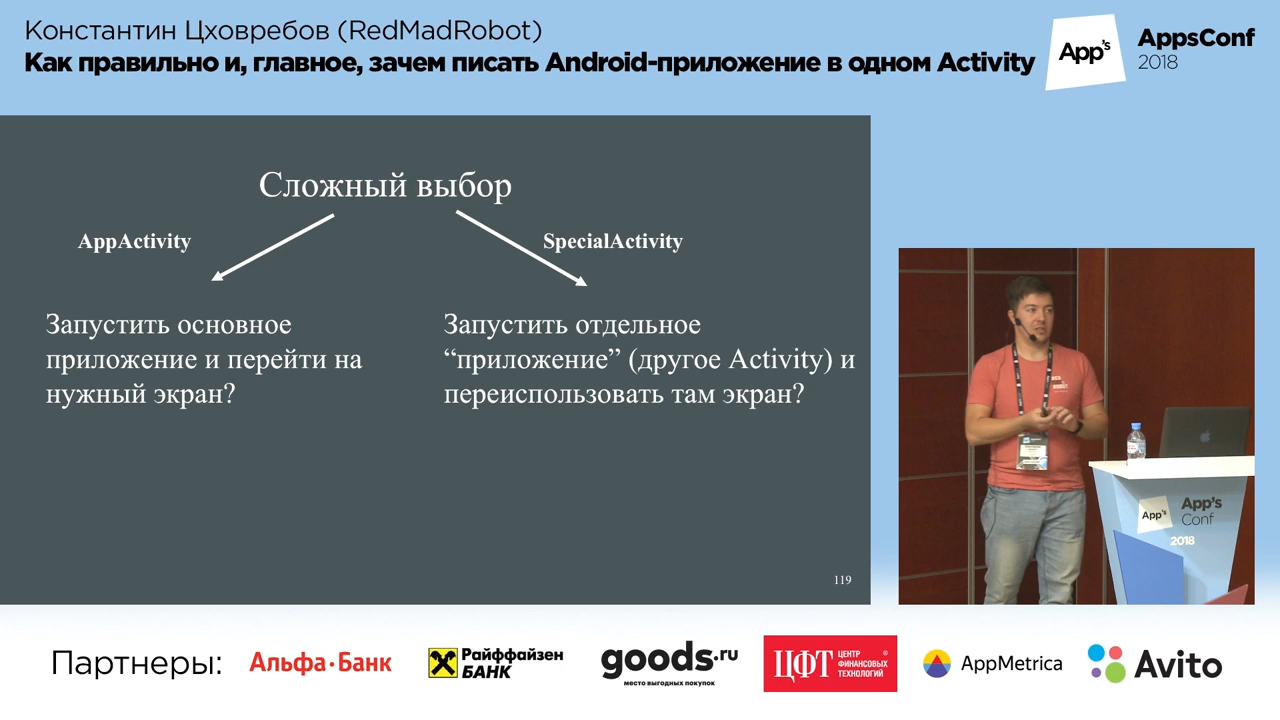 Константин Цховребов (RedMadRobot)
Как правильно и, главное, зачем писать Android-приложение в одном Activity
App's
AppsConf
2018
Сложный выбор
AppActivity
SpecialActivity
Запустить основное
приложение и перейти на
нужный экран?
Запустить отдельное
“приложение” (другое Activity) и
переиспользовать там экран?
119
App's
App's
Conf
2018
Партнеры:
Альфа·Банк
Райффайзен
БАНК
goods.ru
место выгодных покупок
ЦФТ
ЦЕНТР
ФИНАНСОВЫХ
ТЕХНОЛОГИЙ
®
AppMetrica
Avito